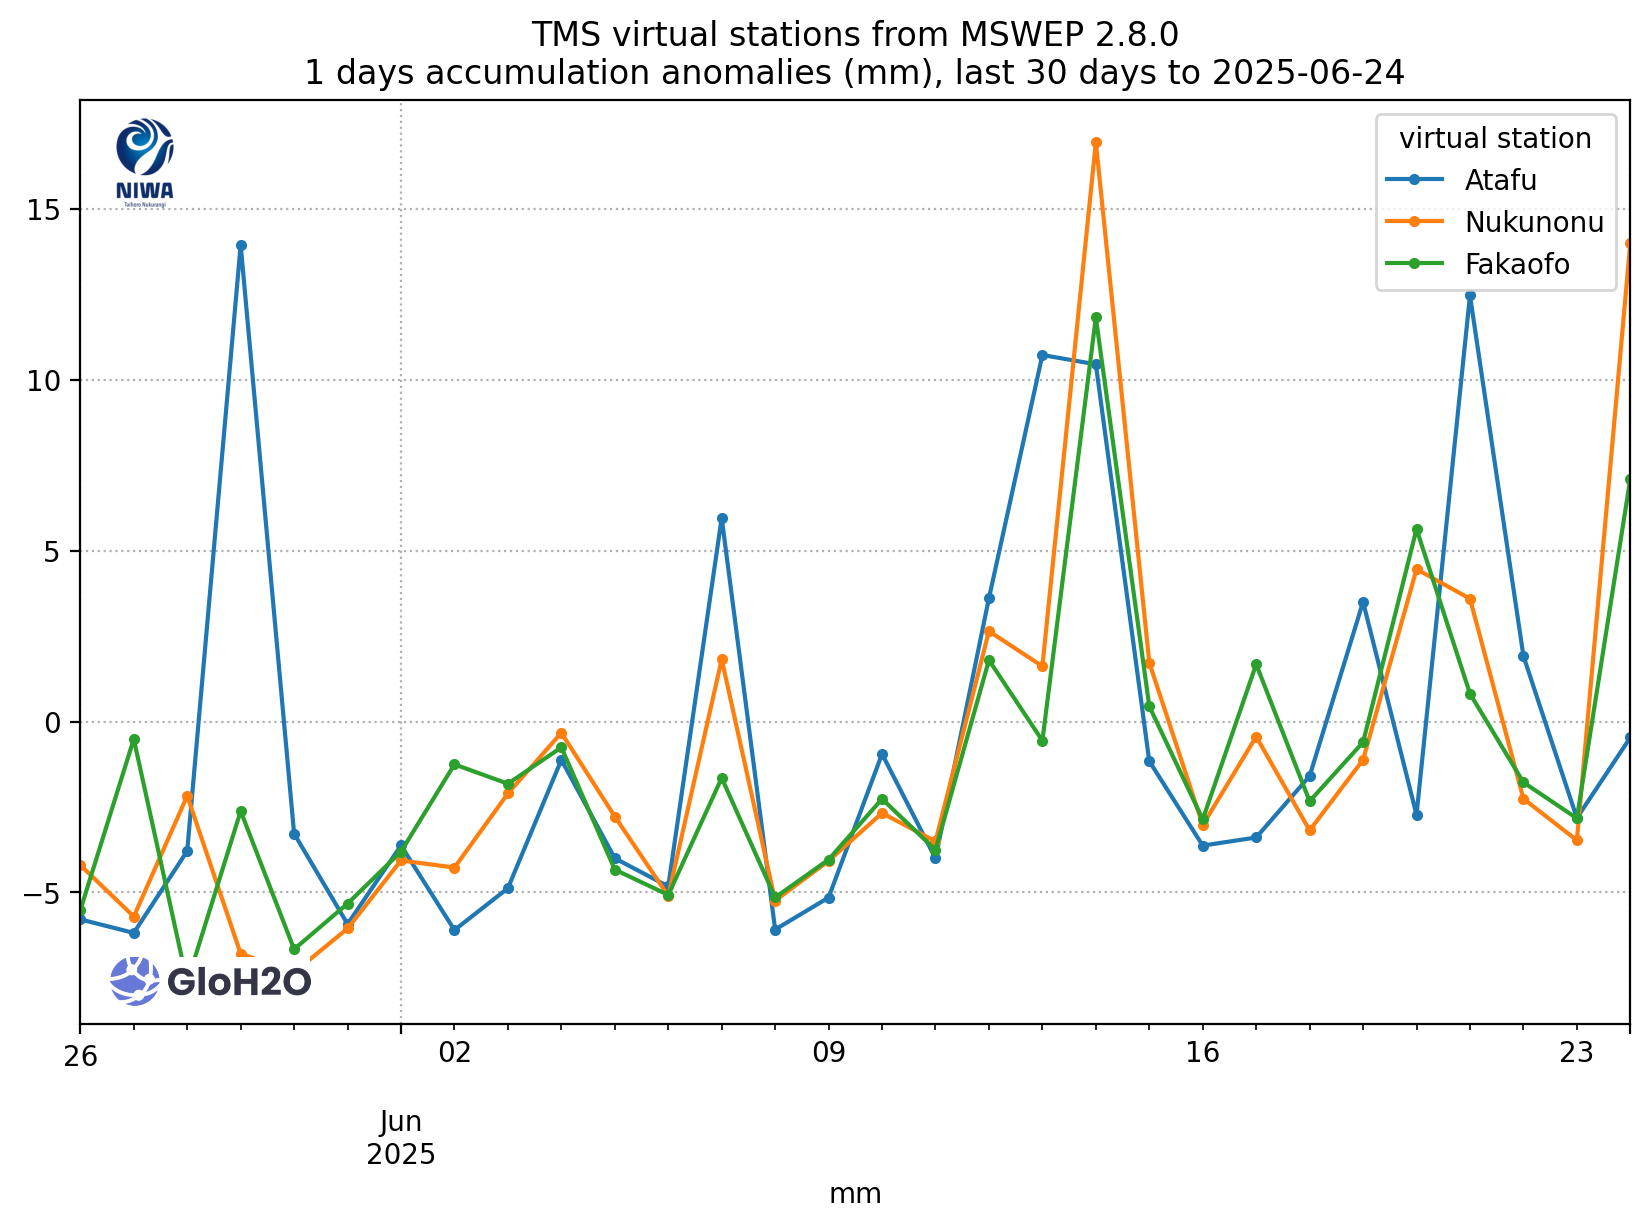 TMS virtual stations from MSWEP 2.8.0
1 days accumulation anomalies (mm), last 30 days to 2025-06-24
NIWA
Taihoro Nukurangi
virtual station
Atafu
Nukunonu
Fakaofo
15
10
5
0
−5
GloH2O
26
02
09
16
23
Jun
2025
mm